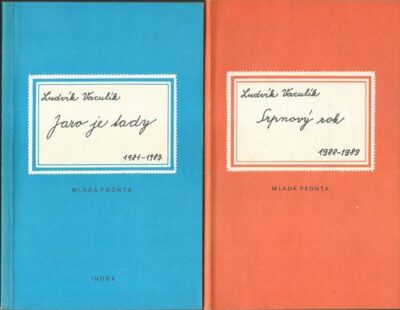 Ludvík Vaculík
Jaro je tady
1981-1987
MLADÁ FRONTA
INDEX
Ludvík Vaculík
Srpnový rok
1988-1989
MLADÁ FRONTA